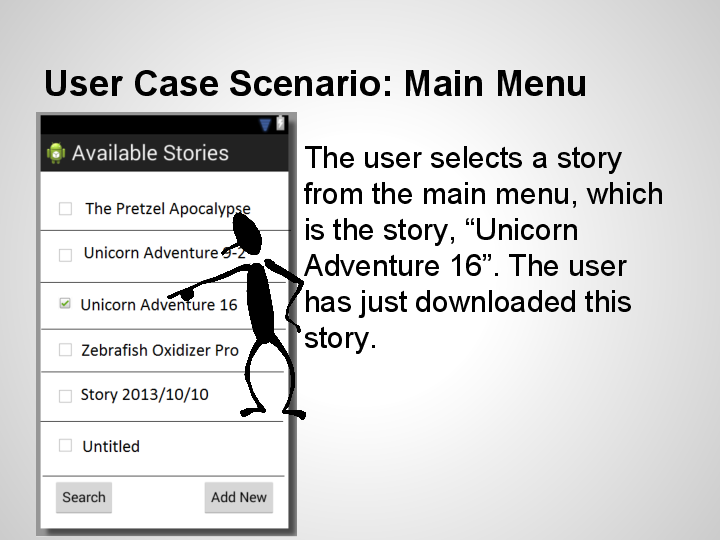 User Case Scenario: Main Menu
Available Stories
The Pretzel Apocalypse
Unicorn Adventure 9-2
Unicorn Adventure 16
Zebrafish Oxidizer Pro
Story 2013/10/10
Untitled
Search
Add New
The user selects a story
from the main menu, which
is the story, “Unicorn
Adventure 16”. The user
has just downloaded this
story.